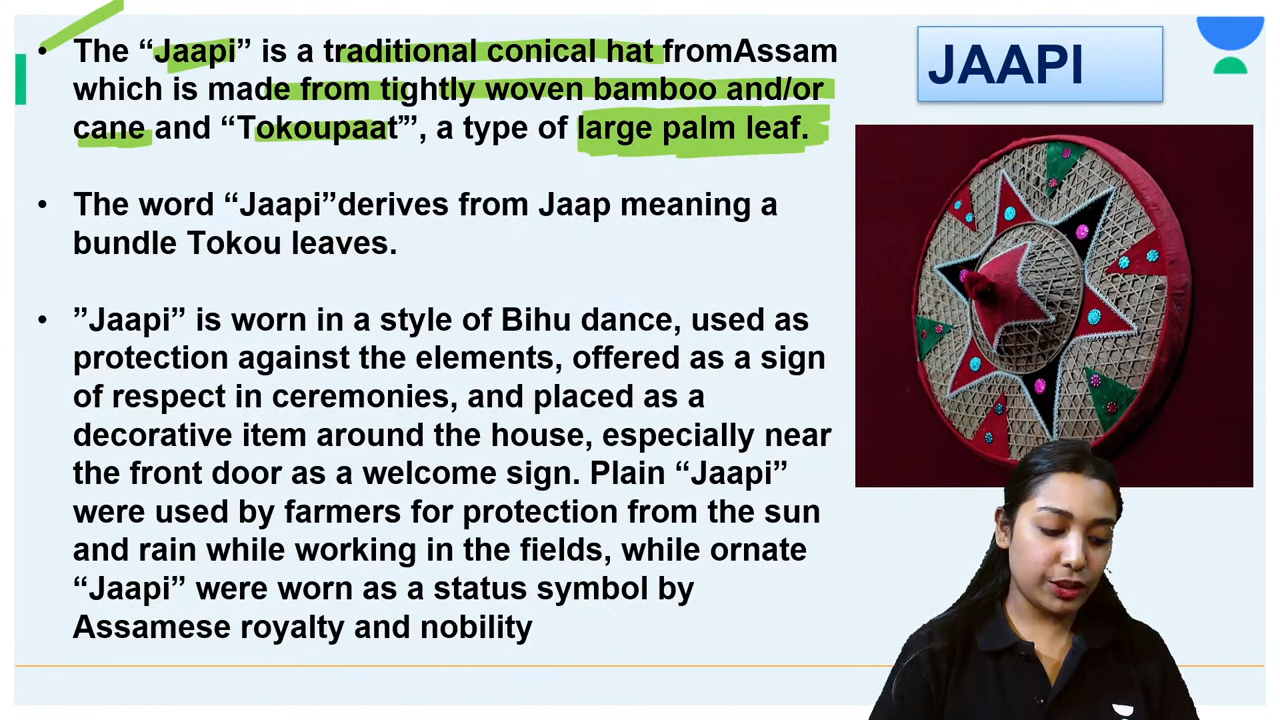 JAAPI
• The “Jaapi” is a traditional conical hat fromAssam
which is made from tightly woven bamboo and/or
cane and “Tokoupaat”’, a type of large palm leaf.
• The word “Jaapi”derives from Jaap meaning a
bundle Tokou leaves.
• ”Jaapi” is worn in a style of Bihu dance, used as
protection against the elements, offered as a sign
of respect in ceremonies, and placed as a
decorative item around the house, especially near
the front door as a welcome sign. Plain “Jaapi”
were used by farmers for protection from the sun
and rain while working in the fields, while ornate
“Jaapi” were worn as a status symbol by
Assamese royalty and nobility